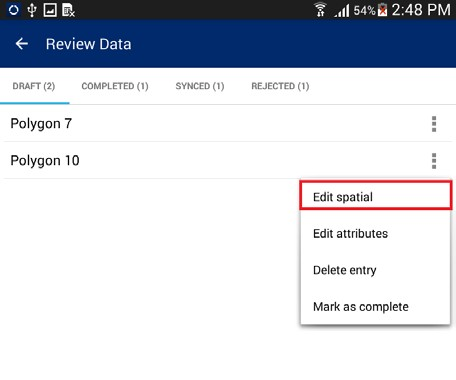 54% 2:48 PM
Review Data
DRAFT (2) COMPLETED (1) SYNCED (1) REJECTED (1)
Polygon 7
Polygon 10
Edit spatial
Edit attributes
Delete entry
Mark as complete